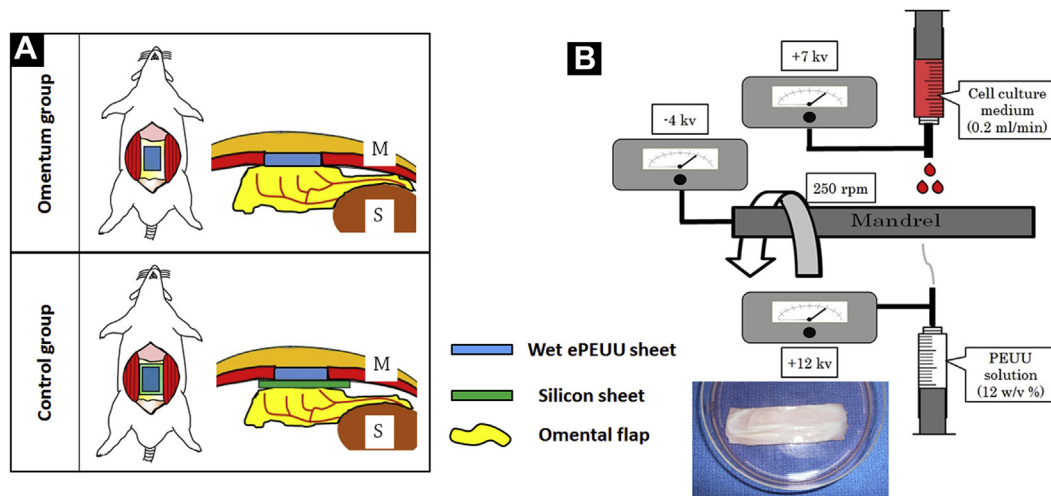 A
Omentum group
M
S
Control group
M
S
Wet ePEUU sheet
Silicon sheet
Omental flap
B
+7 kv
-4 kv
Cell culture
medium
(0.2 ml/min)
250 rpm
Mandrel
+12 kv
PEUU
solution
(12 w/v %)